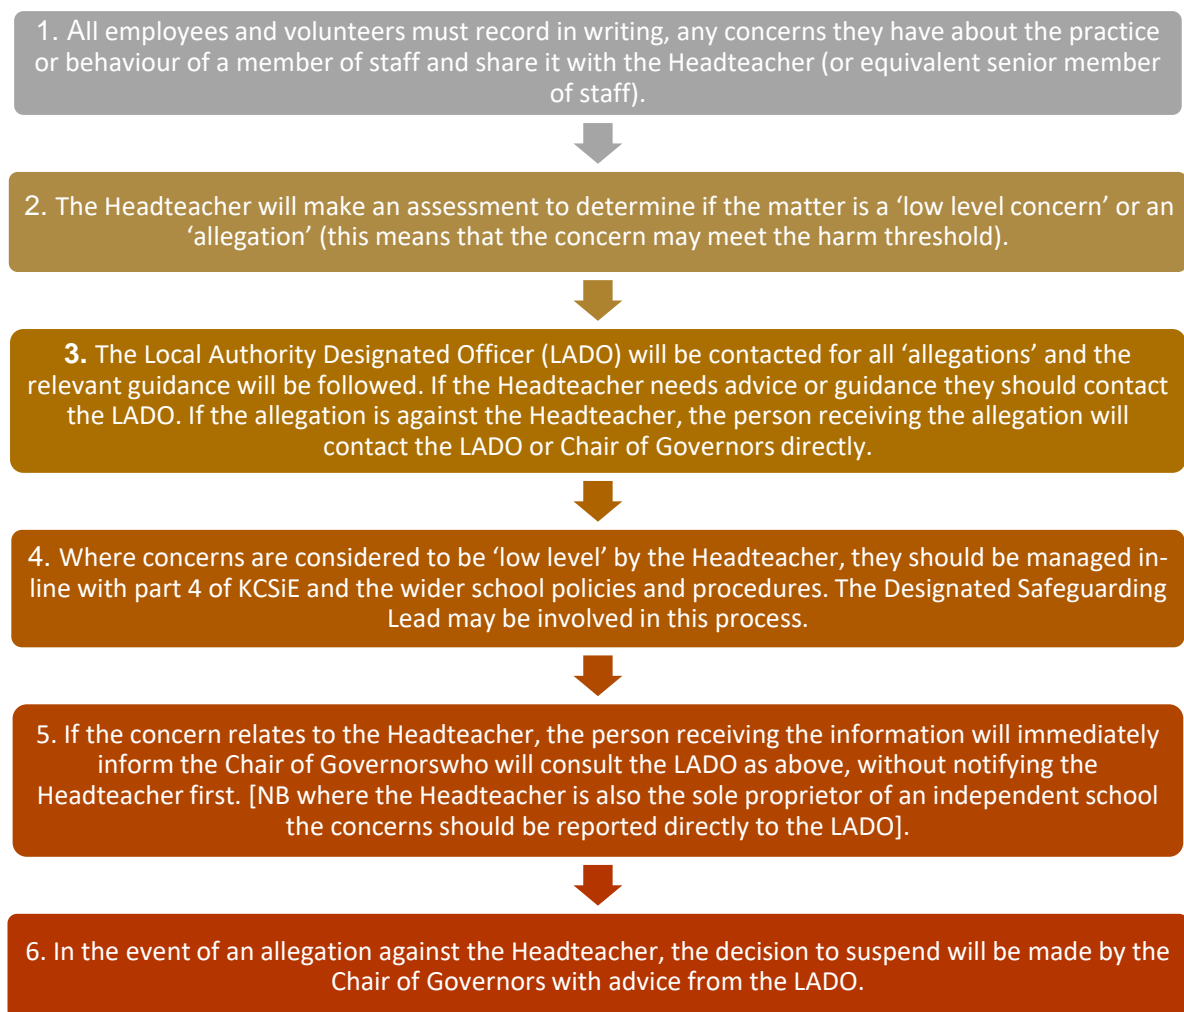 1. All employees and volunteers must record in writing, any concerns they have about the practice
or behaviour of a member of staff and share it with the Headteacher (or equivalent senior member
of staff).
2. The Headteacher will make an assessment to determine if the matter is a ‘low level concern’ or an
‘allegation’ (this means that the concern may meet the harm threshold).
3. The Local Authority Designated Officer (LADO) will be contacted for all ‘allegations’ and the
relevant guidance will be followed. If the Headteacher needs advice or guidance they should contact
the LADO. If the allegation is against the Headteacher, the person receiving the allegation will
contact the LADO or Chair of Governors directly.
4. Where concerns are considered to be ‘low level’ by the Headteacher, they should be managed in-
line with part 4 of KCSiE and the wider school policies and procedures. The Designated Safeguarding
Lead may be involved in this process.
5. If the concern relates to the Headteacher, the person receiving the information will immediately
inform the Chair of Governorswho will consult the LADO as above, without notifying the
Headteacher first. [NB where the Headteacher is also the sole proprietor of an independent school
the concerns should be reported directly to the LADO].
6. In the event of an allegation against the Headteacher, the decision to suspend will be made by the
Chair of Governors with advice from the LADO.